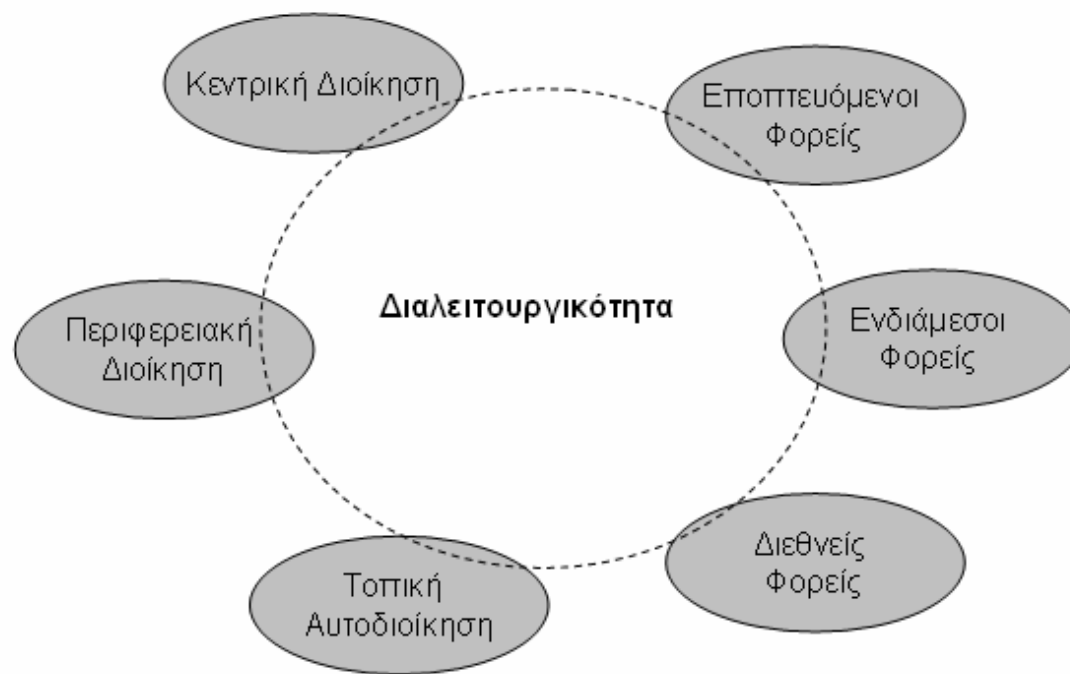 Κεντρική Διοίκηση
Εποπτευόμενοι
Φορείς
Διαλειτουργικότητα
Περιφερειακή
Διοίκηση
Ενδιάμεσοι
Φορείς
Τοπική
Αυτοδιοίκηση
Διεθνείς
Φορείς